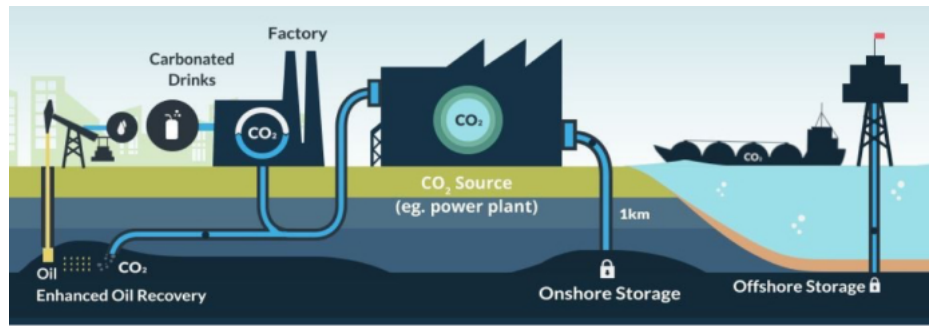 Factory
Carbonated
Drinks
CO₂
CO₂
CO₂ Source
(eg. power plant)
CO₂
1km
Oil
CO₂
Enhanced Oil Recovery
Onshore Storage
Offshore Storage